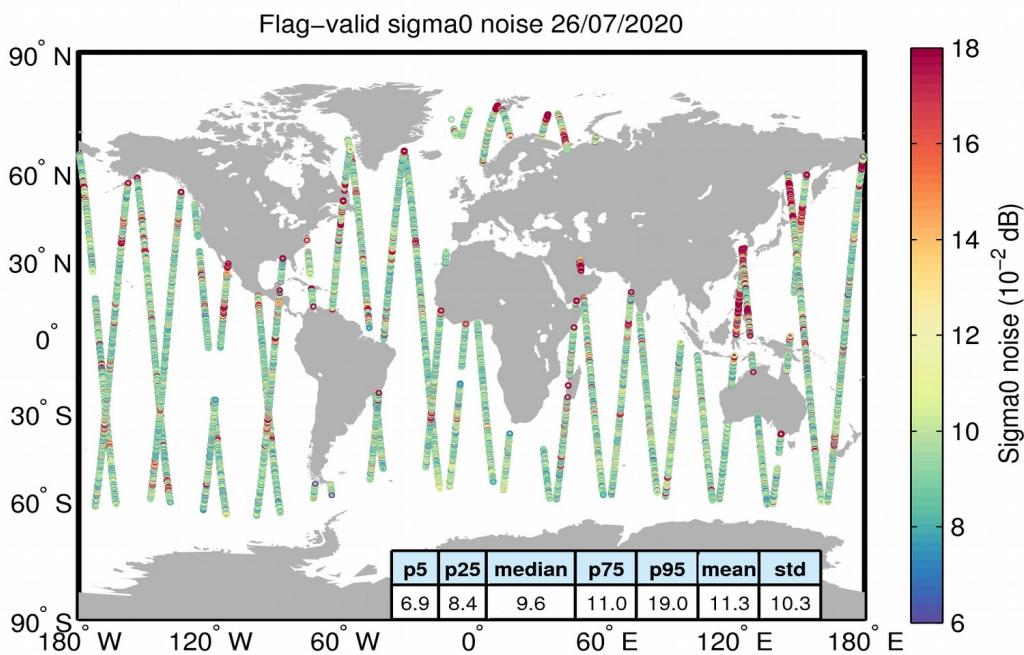 Flag−valid sigma0 noise 26/07/2020
90° N
60° N
30° N
0°
30° S
60° S
90° S
180° W
120° W
60° W
0°
60° E
120° E
180° E
p5 p25 median p75 p95 mean std
6.9 8.4 9.6 11.0 19.0 11.3 10.3
18
16
14
12
10
8
6
Sigma0 noise (10⁻² dB)